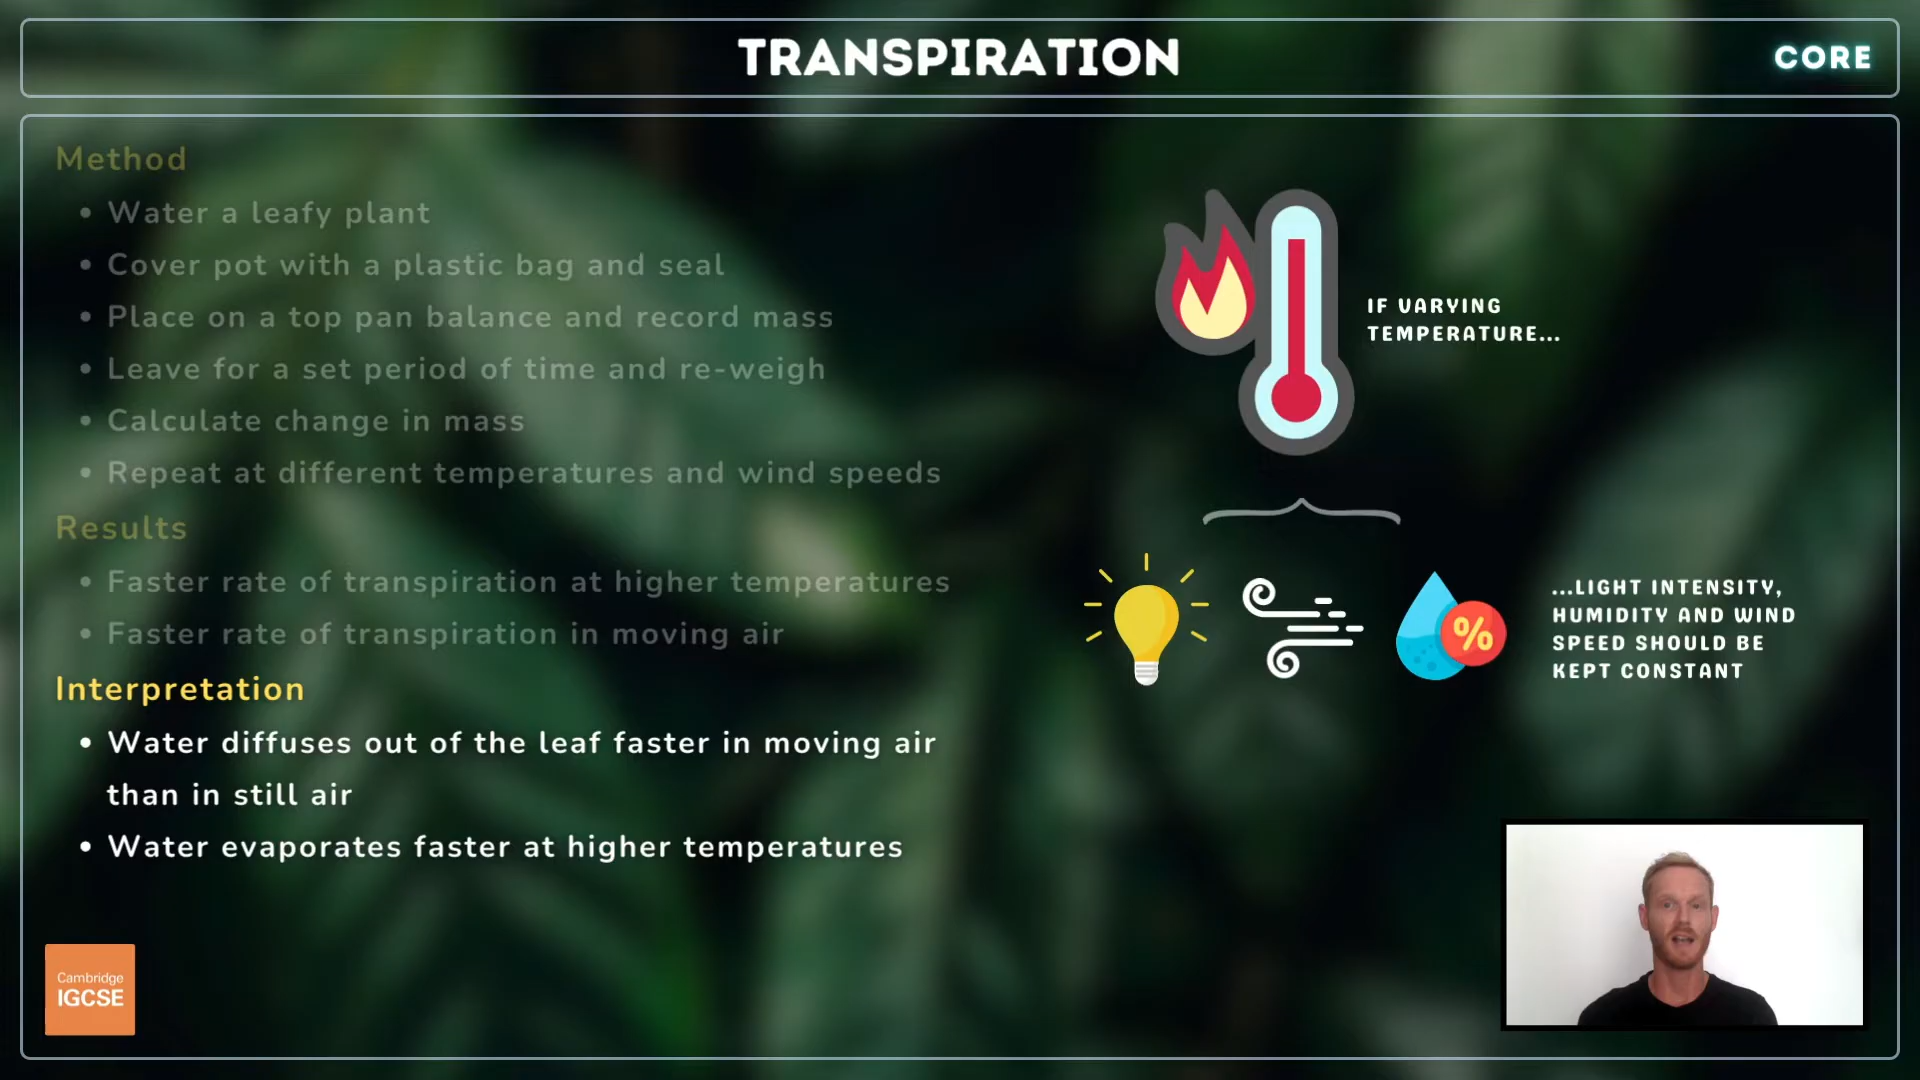 TRANSPIRATION
CORE
Method
• Water a leafy plant
• Cover pot with a plastic bag and seal
• Place on a top pan balance and record mass
• Leave for a set period of time and re-weigh
• Calculate change in mass
• Repeat at different temperatures and wind speeds
Results
• Faster rate of transpiration at higher temperatures
• Faster rate of transpiration in moving air
Interpretation
• Water diffuses out of the leaf faster in moving air
than in still air
• Water evaporates faster at higher temperatures
IF VARYING
TEMPERATURE...
%
...LIGHT INTENSITY,
HUMIDITY AND WIND
SPEED SHOULD BE
KEPT CONSTANT
Cambridge
IGCSE